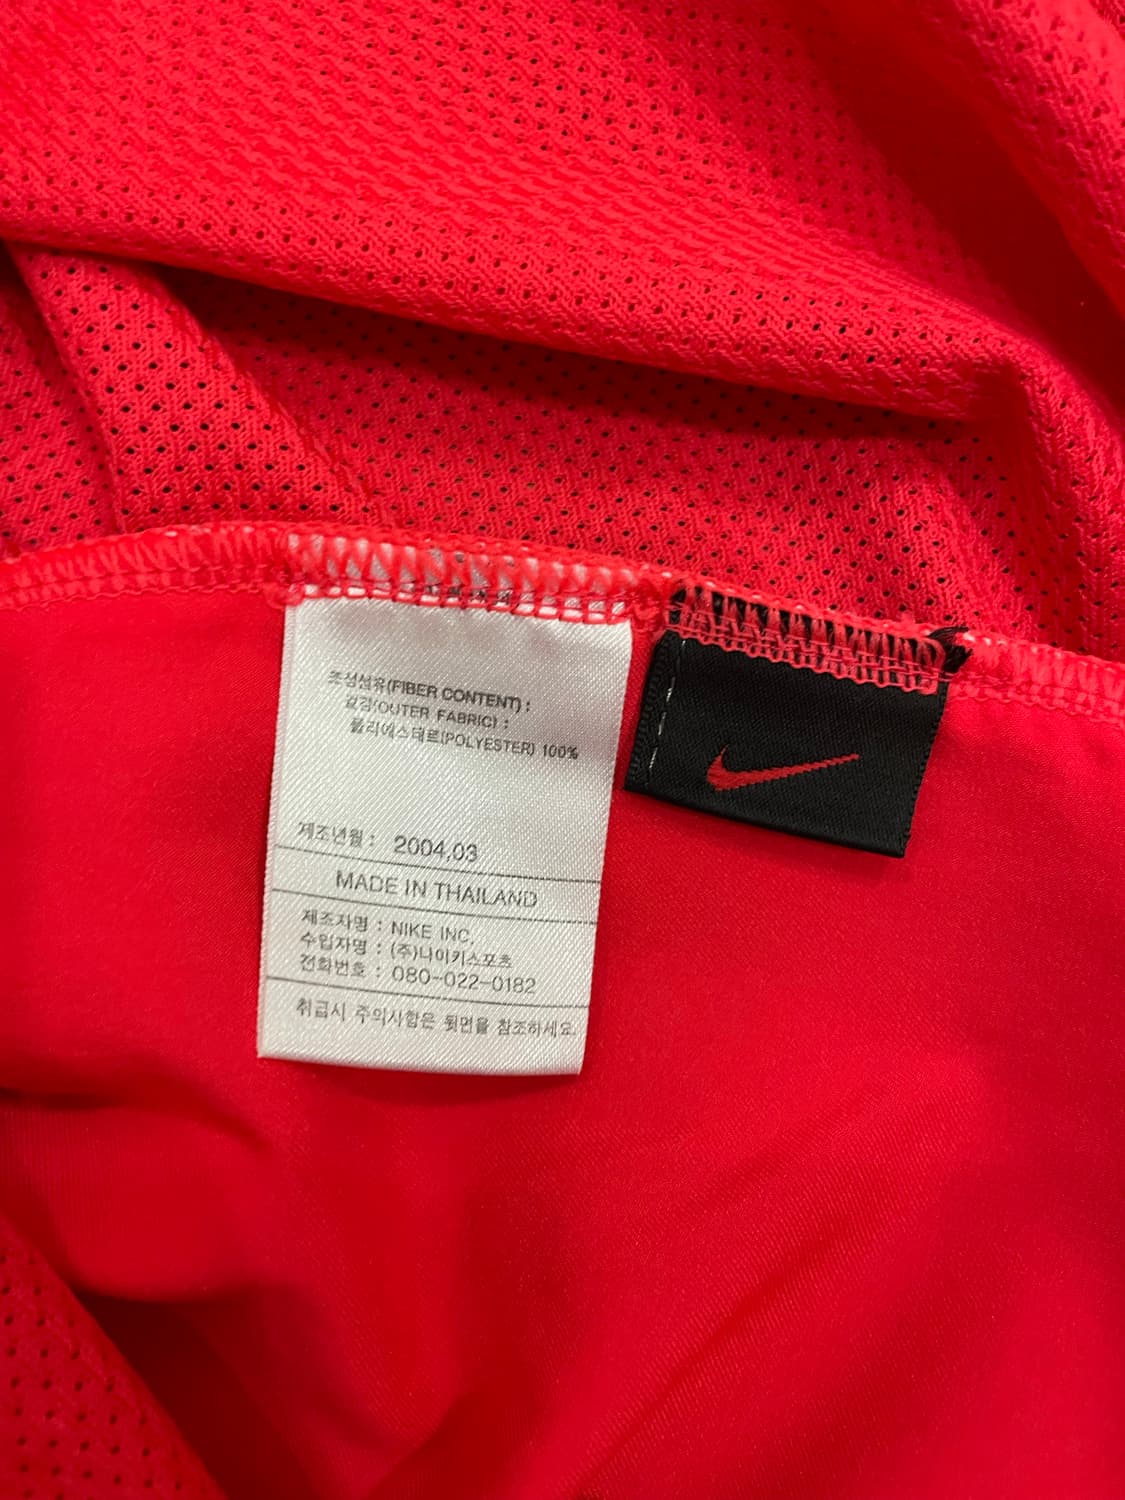 조성섬유(FIBER CONTENT) :
겉감(OUTER FABRIC) :
폴리에스테르(POLYESTER) 100%
제조년월 : 2004.03
MADE IN THAILAND
제조자명 : NIKE INC.
수입자명 : (주)나이키스포츠
전화번호 : 080-022-0182
취급시 주의사항은 뒷면을 참조하세요.